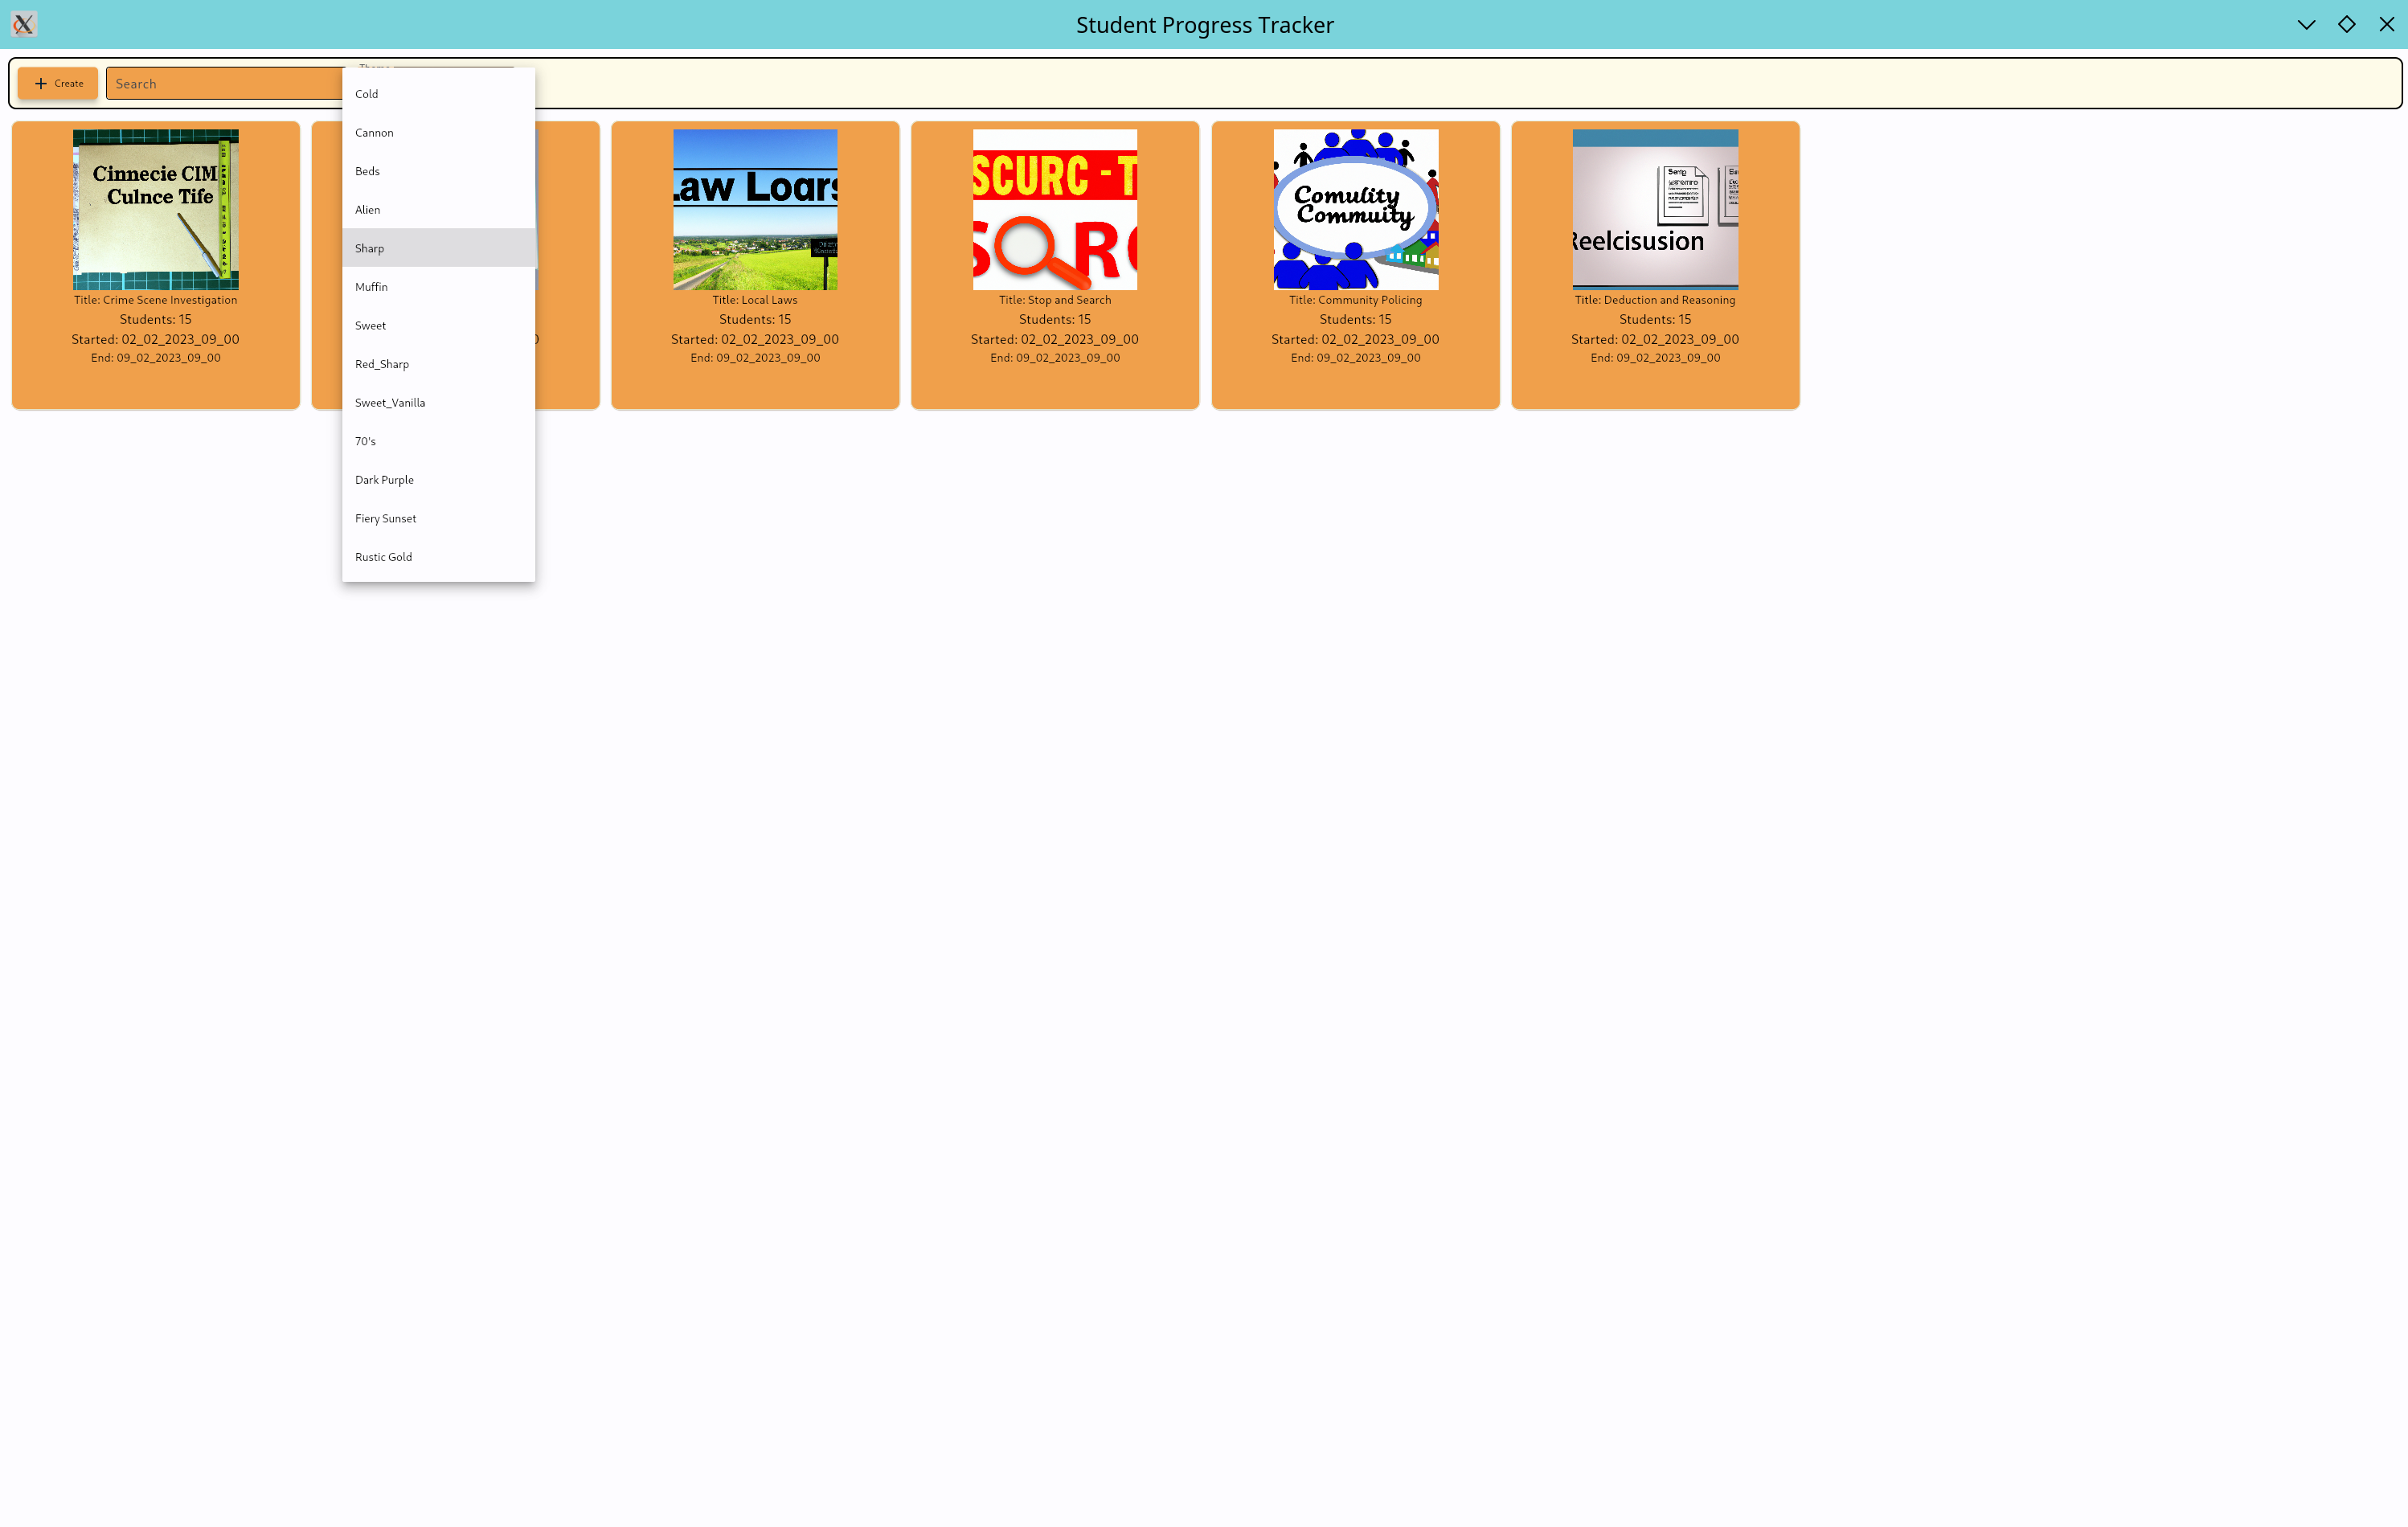 Student Progress Tracker
Create
Search
Theme
Cold
Cannon
Beds
Alien
Sharp
Muffin
Sweet
Red_Sharp
Sweet_Vanilla
70's
Dark Purple
Fiery Sunset
Rustic Gold
Cinnecie CIM
Culnce Tife
Title: Crime Scene Investigation
Students: 15
Started: 02_02_2023_09_00
End: 09_02_2023_09_00
Law Loars
Title: Local Laws
Students: 15
Started: 02_02_2023_09_00
End: 09_02_2023_09_00
SCURC - T
S RC
Title: Stop and Search
Students: 15
Started: 02_02_2023_09_00
End: 09_02_2023_09_00
Comulity
Commuity
Title: Community Policing
Students: 15
Started: 02_02_2023_09_00
End: 09_02_2023_09_00
Reelcisusion
Title: Deduction and Reasoning
Students: 15
Started: 02_02_2023_09_00
End: 09_02_2023_09_00